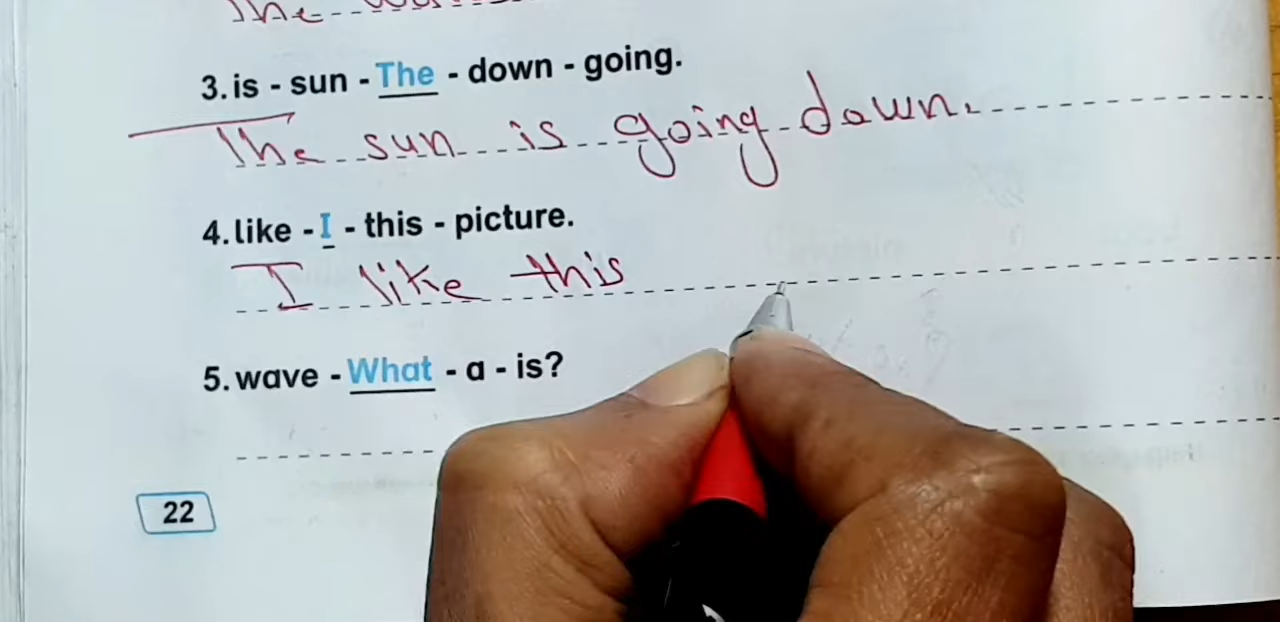 The
3. is - sun - The - down - going.
The sun is going down.
4. like - I - this - picture.
I like this
5. wave - What - a - is?
22